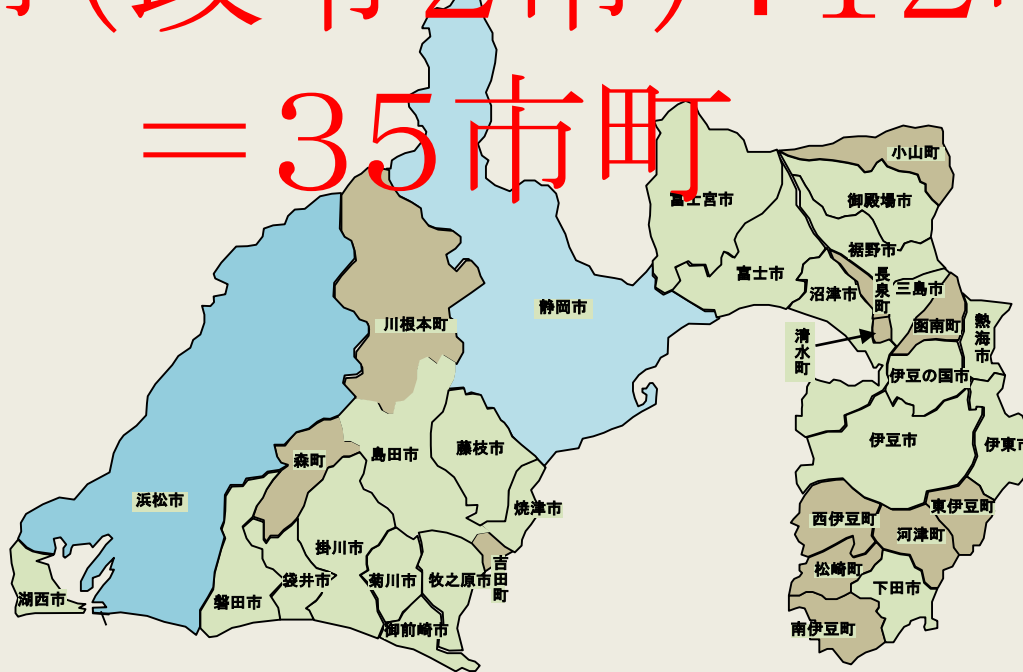 (政令2市)+12
＝35市町
小山町
富士宮市
御殿場市
裾野市
富士市
沼津市
長泉町
三島市
函南町
熱海市
静岡市
川根本町
清水町
伊豆の国市
伊豆市
伊東市
島田市
藤枝市
森町
浜松市
焼津市
西伊豆町
東伊豆町
河津町
掛川市
吉田町
袋井市
菊川市
牧之原市
松崎町
下田市
湖西市
磐田市
御前崎市
南伊豆町